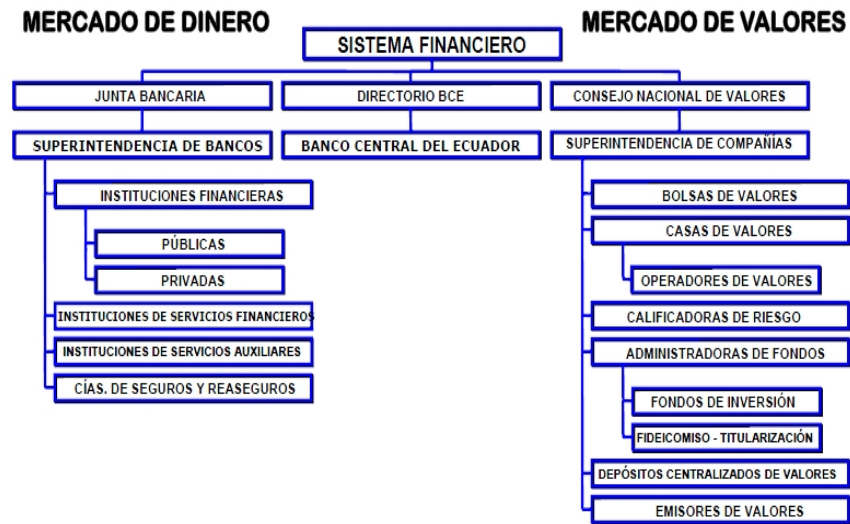 MERCADO DE DINERO
MERCADO DE VALORES
SISTEMA FINANCIERO
JUNTA BANCARIA
DIRECTORIO BCE
CONSEJO NACIONAL DE VALORES
SUPERINTENDENCIA DE BANCOS
BANCO CENTRAL DEL ECUADOR
SUPERINTENDENCIA DE COMPAÑÍAS
INSTITUCIONES FINANCIERAS
PÚBLICAS
PRIVADAS
INSTITUCIONES DE SERVICIOS FINANCIEROS
INSTITUCIONES DE SERVICIOS AUXILIARES
CÍAS. DE SEGUROS Y REASEGUROS
BOLSAS DE VALORES
CASAS DE VALORES
OPERADORES DE VALORES
CALIFICADORAS DE RIESGO
ADMINISTRADORAS DE FONDOS
FONDOS DE INVERSIÓN
FIDEICOMISO - TITULARIZACIÓN
DEPÓSITOS CENTRALIZADOS DE VALORES
EMISORES DE VALORES